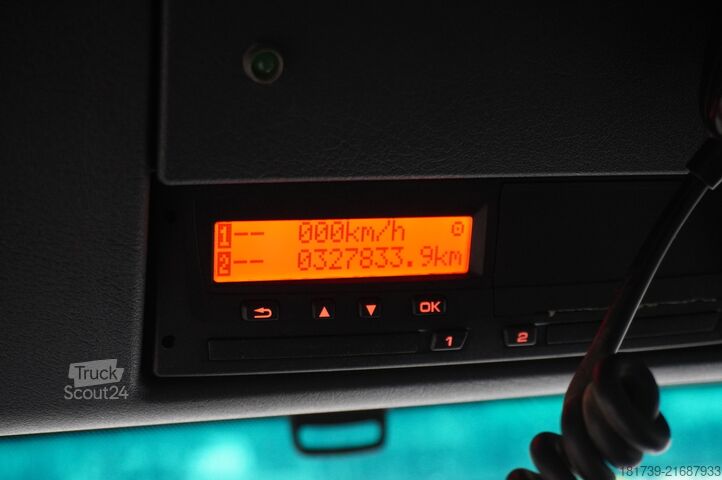 1 -- 000km/h
2 -- 0327833.9km
OK
1
2
Truck
Scout24
181739-21687933